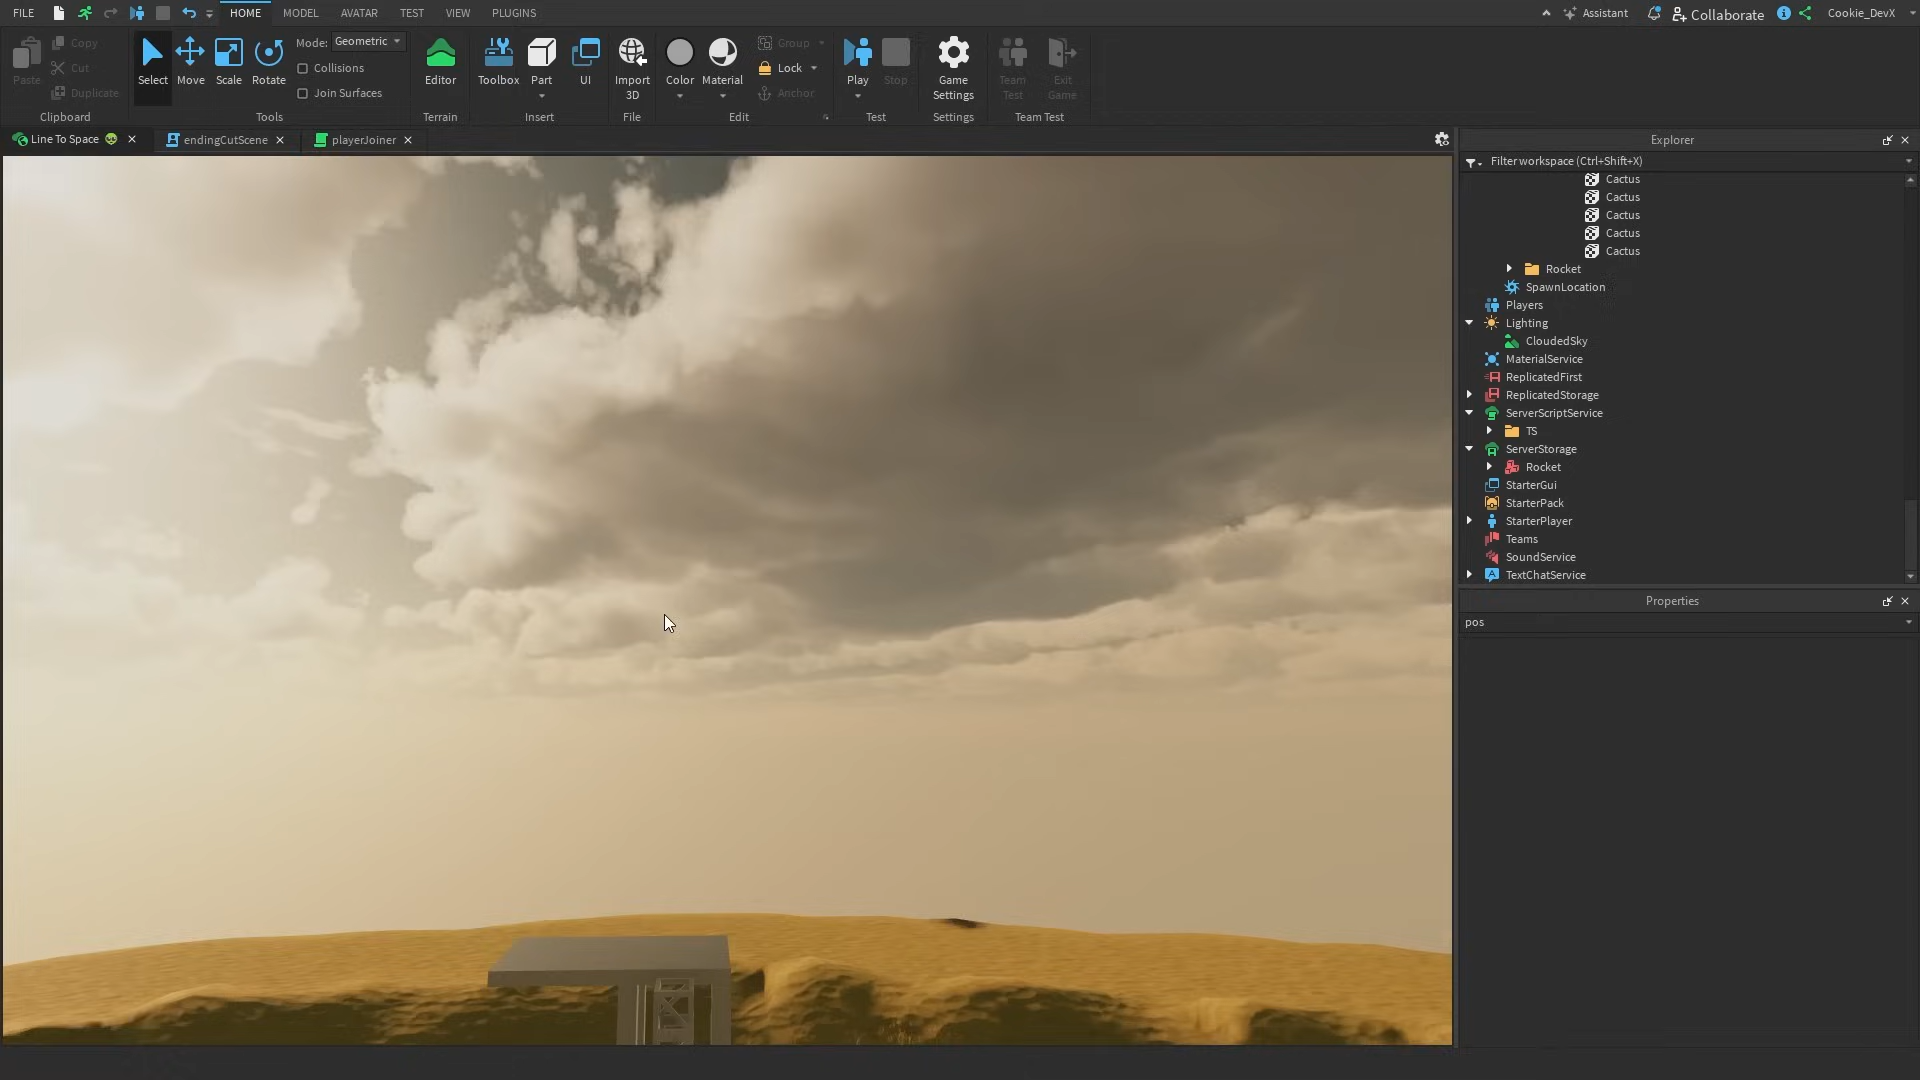 FILE HOME MODEL AVATAR TEST VIEW PLUGINS Assistant Collaborate Cookie_DevX
Paste Copy Cut Duplicate
Clipboard
Select Move Scale Rotate
Mode: Geometric
Collisions
Join Surfaces
Tools
Editor
Terrain
Toolbox Part UI
Insert
Import
3D
File
Color Material Group
Lock
Anchor
Edit
Play Stop
Test
Game
Settings
Settings
Team
Test
Exit
Game
Team Test
Line To Space endingCutScene playerJoiner
Explorer
Filter workspace (Ctrl+Shift+X)
Cactus
Cactus
Cactus
Cactus
Cactus
Rocket
SpawnLocation
Players
Lighting
CloudedSky
MaterialService
ReplicatedFirst
ReplicatedStorage
ServerScriptService
TS
ServerStorage
Rocket
StarterGui
StarterPack
StarterPlayer
Teams
SoundService
TextChatService
Properties
pos